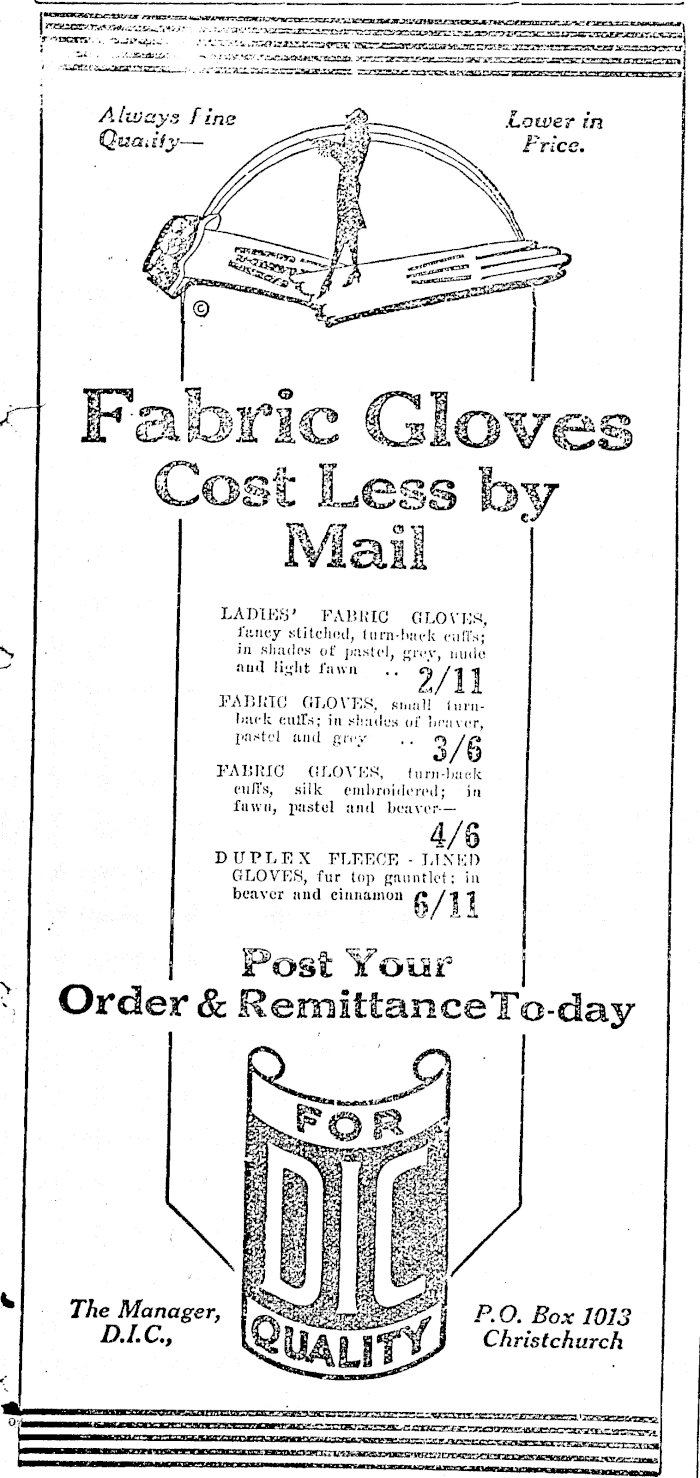 Always Fine
Quality—
Lower in
Price.
©
Fabric Gloves
Cost Less by
Mail
LADIES' FABRIC GLOVES,
fancy stitched, turn-back cuffs;
in shades of pastel, grey, nude
and light fawn .. 2/11
FABRIC GLOVES, small turn-
back cuffs; in shades of beaver,
pastel and grey .. 3/6
FABRIC GLOVES, turn-back
cuffs, silk embroidered; in
fawn, pastel and beaver—
4/6
DUPLEX FLEECE - LINED
GLOVES, fur top gauntlet; in
beaver and cinnamon 6/11
Post Your
Order & Remittance To-day
FOR
DIC
QUALITY
The Manager,
D.I.C.,
P.O. Box 1013
Christchurch